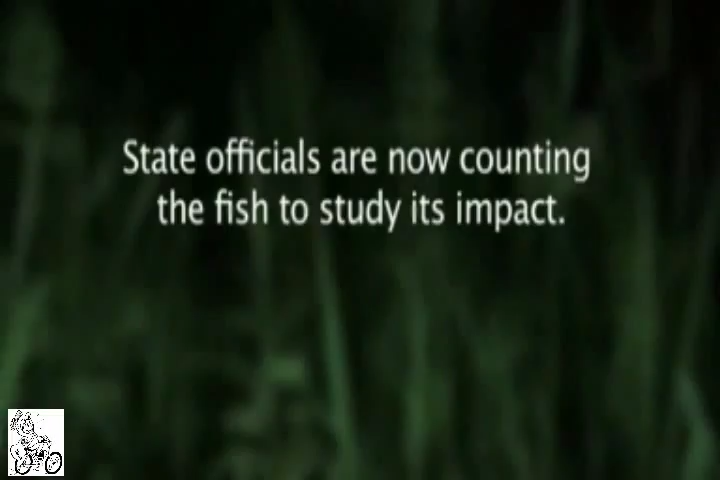 State officials are now counting
the fish to study its impact.